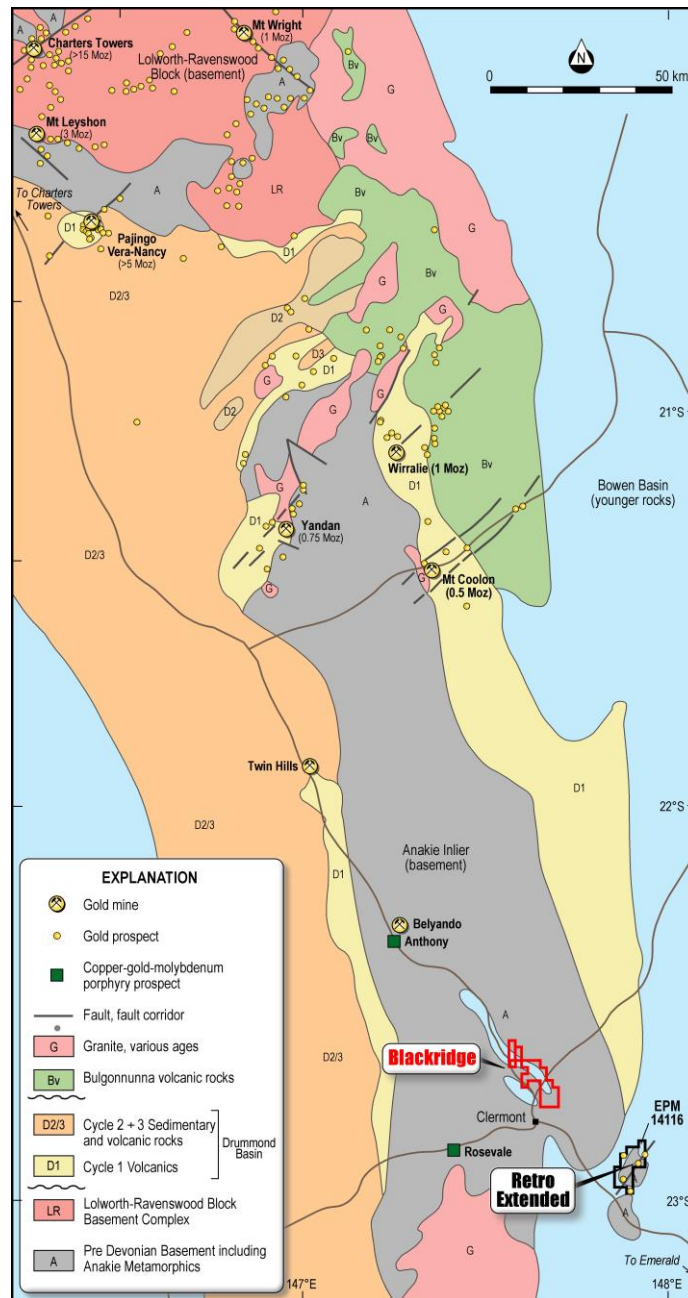 A
Charters Towers
(>15 Moz)
Mt Wright
(1 Moz)
Lolworth-Ravenswood
Block (basement)
A
Bv
G
N
0
50 km
Mt Leyshon
(3 Moz)
Bv
Bv
To Charters
Towers
A
LR
Bv
D1
Pajingo
Vera-Nancy
(>5 Moz)
D1
G
D2/3
G
Bv
D2
G
D3
D1
G
G
G
D2
21°S
A
Wirralie (1 Moz)
Bv
Bowen Basin
(younger rocks)
G
D1
D1
Yandan
(0.75 Moz)
D2/3
G
G
Mt Coolon
(0.5 Moz)
Twin Hills
22°S
D1
D2/3
D1
Anakie Inlier
(basement)
Belyando
Anthony
A
D2/3
Blackridge
Clermont
EPM
14116
Rosevale
Retro
Extended
A
A
23°S
G
To Emerald
147°E
148°E
EXPLANATION
Gold mine
Gold prospect
Copper-gold-molybdenum
porphyry prospect
Fault, fault corridor
G Granite, various ages
Bv Bulgonnunna volcanic rocks
D2/3 Cycle 2 + 3 Sedimentary
and volcanic rocks
Drummond
Basin
D1 Cycle 1 Volcanics
LR Lolworth-Ravenswood Block
Basement Complex
A Pre Devonian Basement including
Anakie Metamorphics